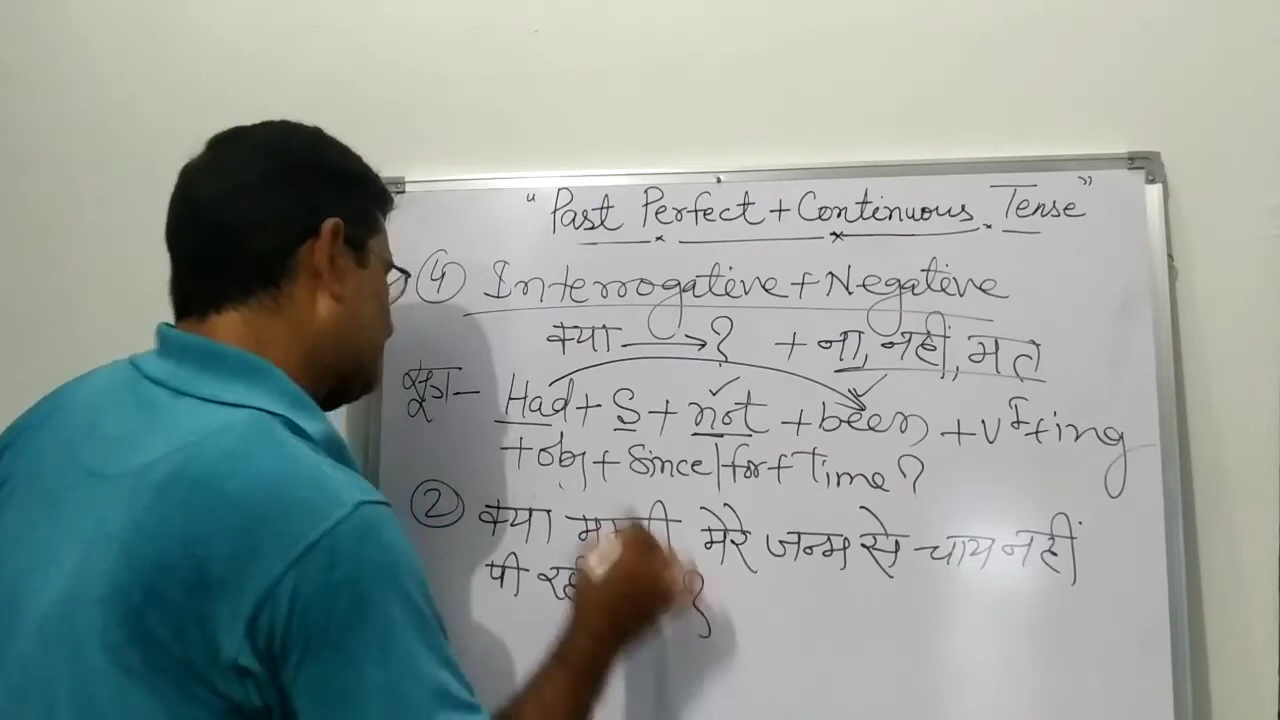 "Past Perfect + Continuous Tense"
④ Interrogative + Negative
क्या → ? + ना, नहीं, मत
सूत्र- Had + S + not + been + V I + ing
+ obj + Since/for + Time?
② क्या मेरे जन्म से चाय नहीं
पी ?